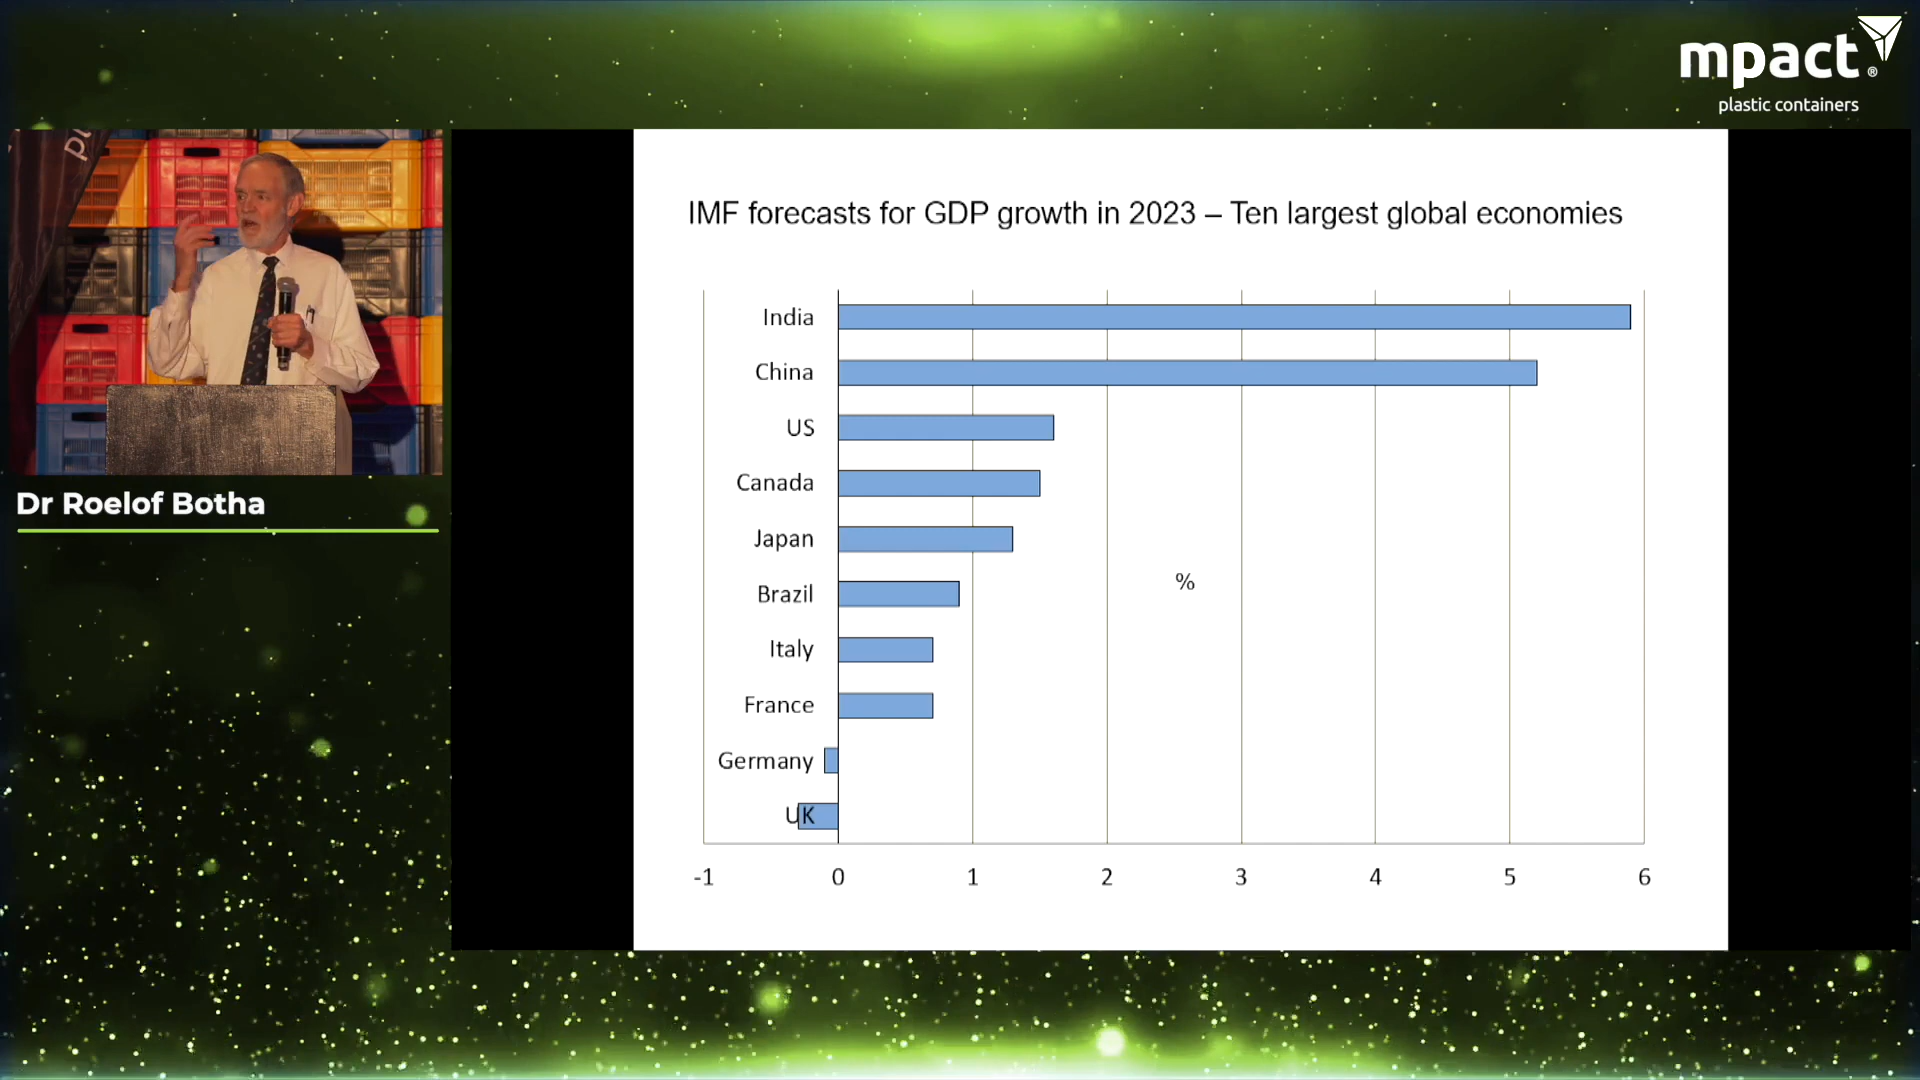 mpact®
plastic containers
pl
Dr Roelof Botha
IMF forecasts for GDP growth in 2023 – Ten largest global economies
India
China
US
Canada
Japan
%
Brazil
Italy
France
Germany
UK
-1 0 1 2 3 4 5 6